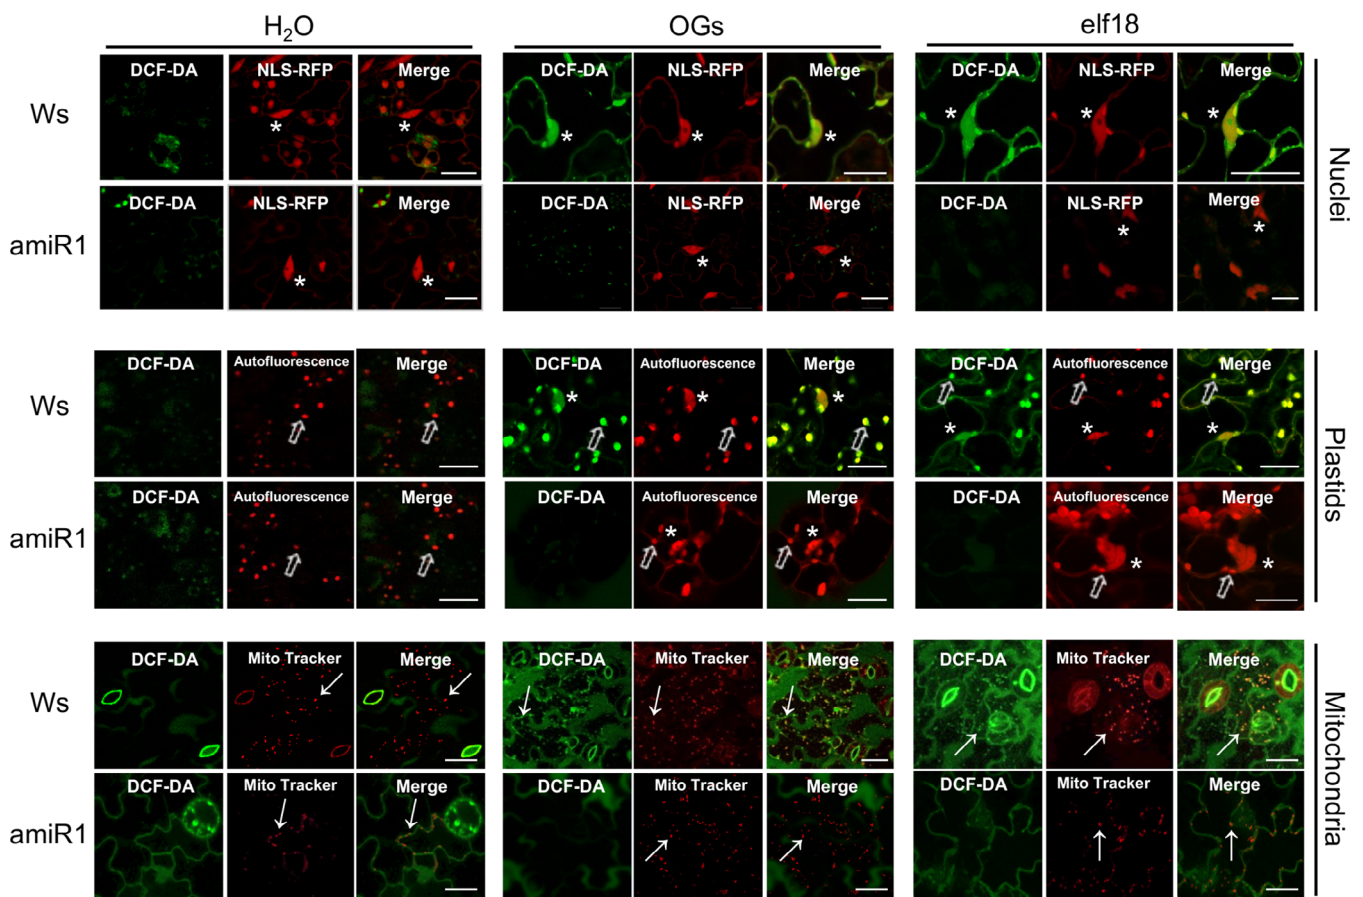 H₂O OGs elf18
DCF-DA NLS-RFP Merge DCF-DA NLS-RFP Merge DCF-DA NLS-RFP Merge
Ws * * * * * * * *
DCF-DA NLS-RFP Merge DCF-DA NLS-RFP Merge DCF-DA NLS-RFP Merge
amiR1 * * * * * *
Nuclei
DCF-DA Autofluorescence Merge DCF-DA Autofluorescence Merge DCF-DA Autofluorescence Merge
Ws * * * * *
DCF-DA Autofluorescence Merge DCF-DA Autofluorescence Merge DCF-DA Autofluorescence Merge
amiR1 * * * *
Plastids
DCF-DA Mito Tracker Merge DCF-DA Mito Tracker Merge DCF-DA Mito Tracker Merge
Ws
DCF-DA Mito Tracker Merge DCF-DA Mito Tracker Merge DCF-DA Mito Tracker Merge
amiR1
Mitochondria